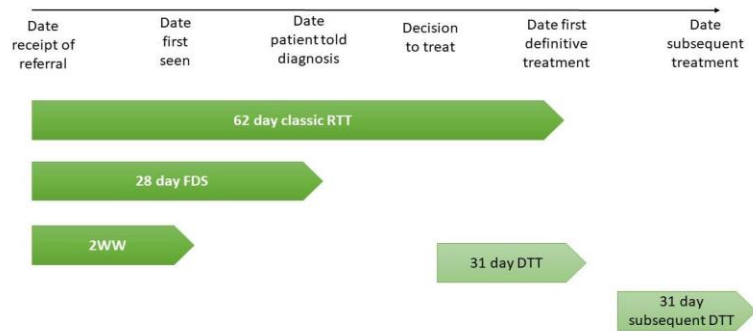 Date
receipt of
referral
Date
first
seen
Date
patient told
diagnosis
Decision
to treat
Date first
definitive
treatment
Date
subsequent
treatment
62 day classic RTT
28 day FDS
2WW
31 day DTT
31 day
subsequent DTT